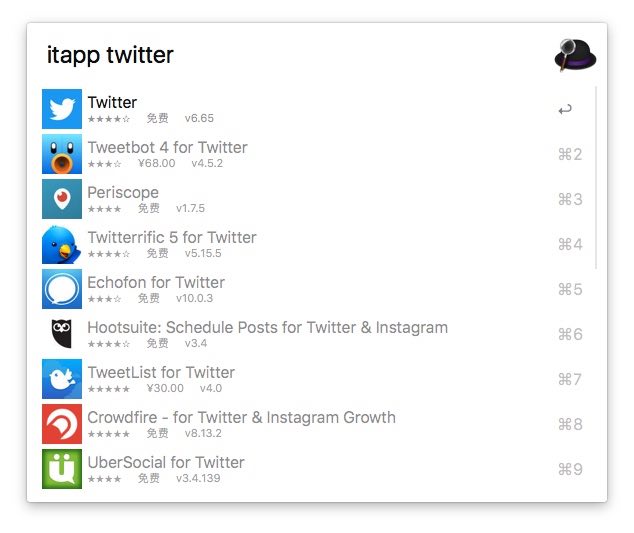 itapp twitter
Twitter
★★★★☆ 免费 v6.65
↩
Tweetbot 4 for Twitter
★★★☆ ¥68.00 v4.5.2
⌘2
Periscope
★★★★ 免费 v1.7.5
⌘3
Twitterrific 5 for Twitter
★★★★☆ 免费 v5.15.5
⌘4
Echofon for Twitter
★★★☆ 免费 v10.0.3
⌘5
Hootsuite: Schedule Posts for Twitter & Instagram
★★★★☆ 免费 v3.4
⌘6
TweetList for Twitter
★★★★★ ¥30.00 v4.0
⌘7
Crowdfire - for Twitter & Instagram Growth
★★★★★ 免费 v8.13.2
⌘8
UberSocial for Twitter
★★★★ 免费 v3.4.139
⌘9